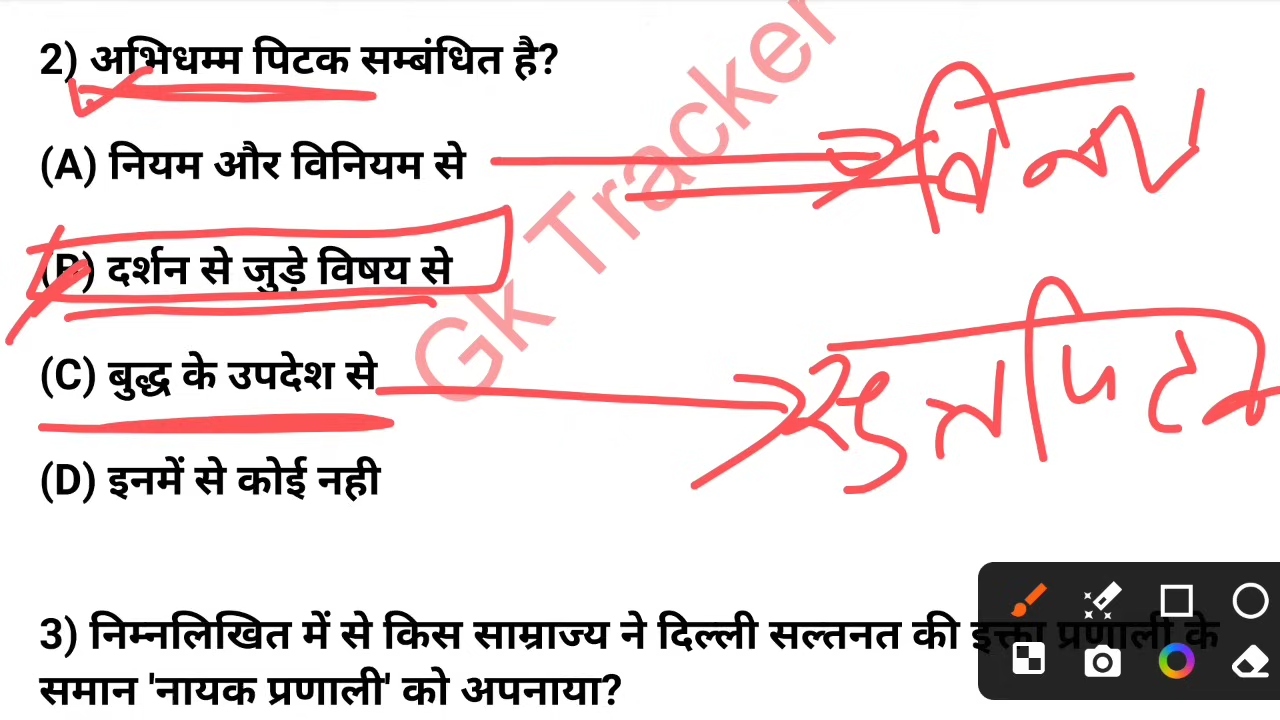 2) अभिधम्म पिटक सम्बंधित है?
(A) नियम और विनियम से
विनय
(B) दर्शन से जुड़े विषय से
(C) बुद्ध के उपदेश से
सुत्तपिटक
(D) इनमें से कोई नही
Gk Tracker
3) निम्नलिखित में से किस साम्राज्य ने दिल्ली सल्तनत की इक्ता प्रणाली के
समान 'नायक प्रणाली' को अपनाया?